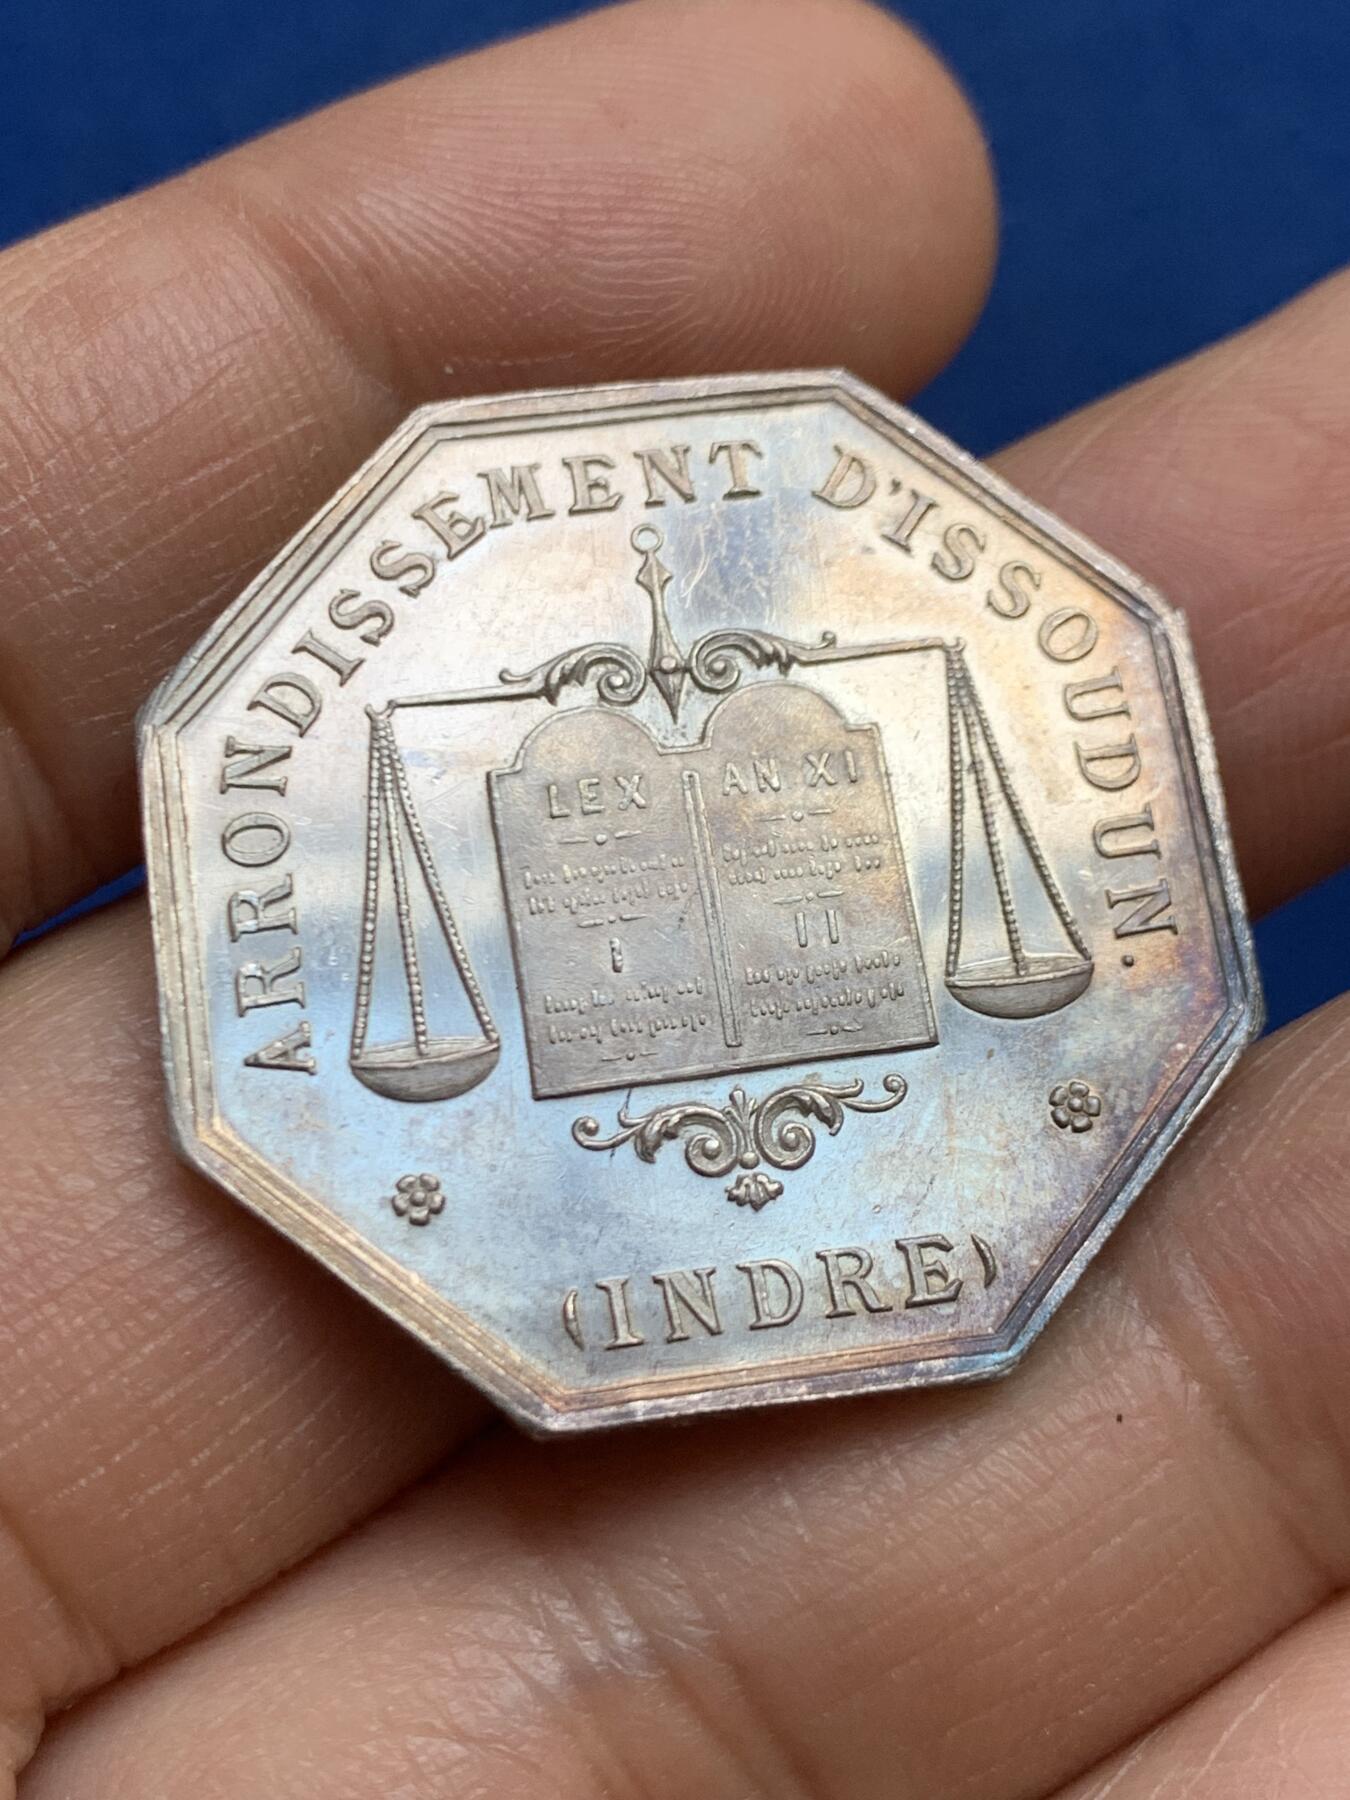 ARRONDISSEMENT D'ISSOUDUN.
LEX
I
AN XI
II
(INDRE)